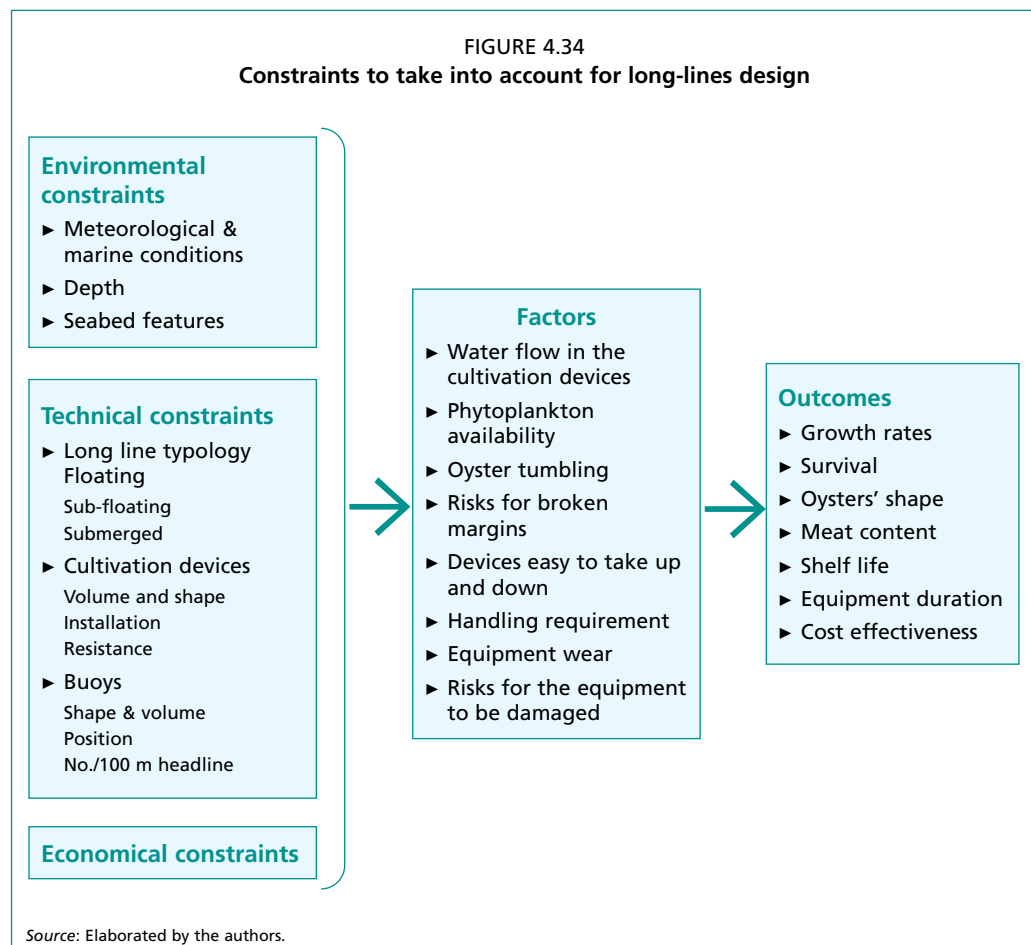 FIGURE 4.34
Constraints to take into account for long-lines design
Environmental
constraints
► Meteorological &
marine conditions
► Depth
► Seabed features
Technical constraints
► Long line typology
Floating
Sub-floating
Submerged
► Cultivation devices
Volume and shape
Installation
Resistance
► Buoys
Shape & volume
Position
No./100 m headline
Economical constraints
Factors
► Water flow in the
cultivation devices
► Phytoplankton
availability
► Oyster tumbling
► Risks for broken
margins
► Devices easy to take up
and down
► Handling requirement
► Equipment wear
► Risks for the equipment
to be damaged
Outcomes
► Growth rates
► Survival
► Oysters’ shape
► Meat content
► Shelf life
► Equipment duration
► Cost effectiveness
Source: Elaborated by the authors.